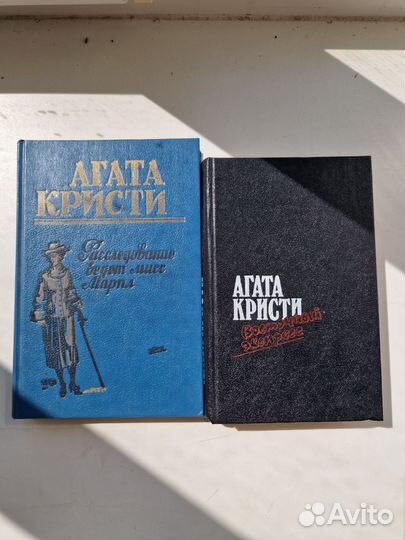 АГАТА
КРИСТИ
Расследование
ведет мисс
Марпл
АГАТА
КРИСТИ
Восточный
экспресс
Avito